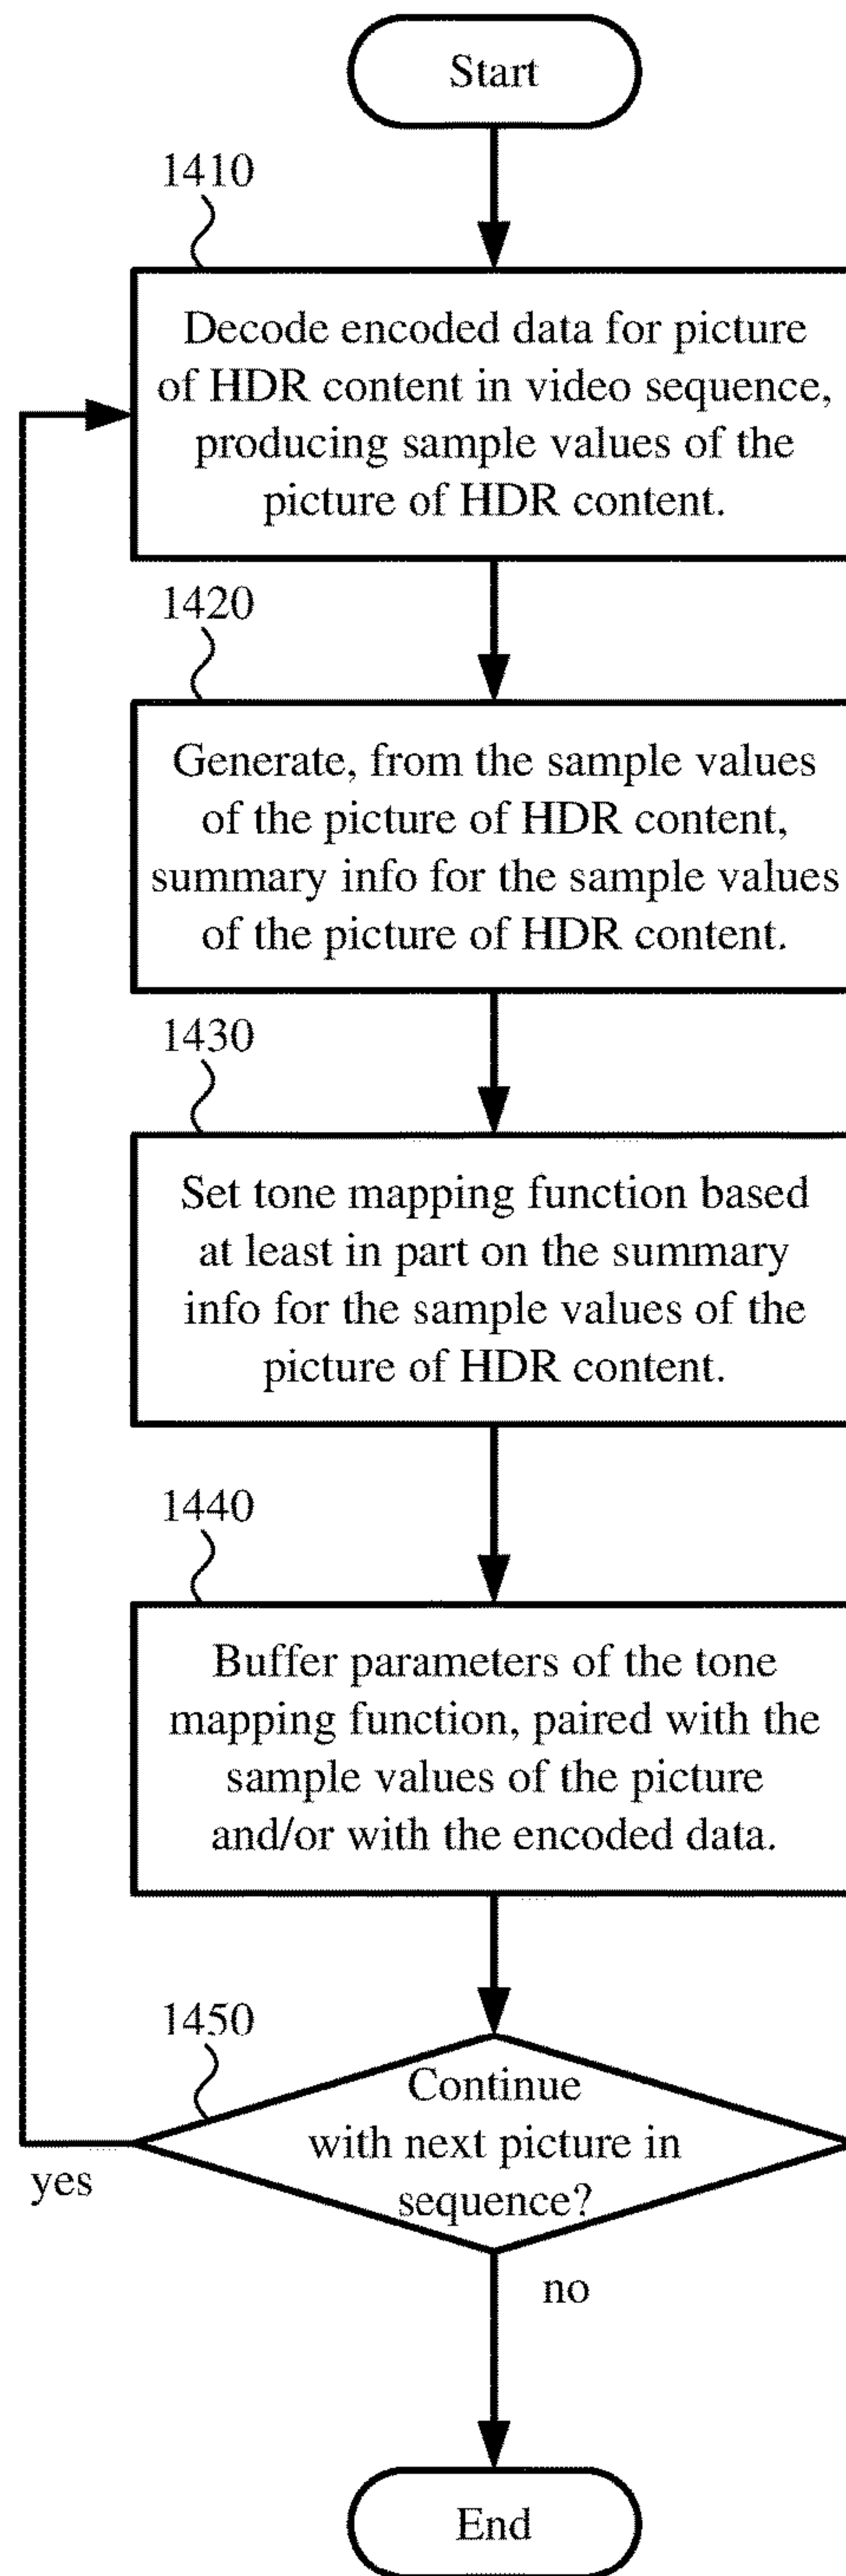 Start
1410
Decode encoded data for picture
of HDR content in video sequence,
producing sample values of the
picture of HDR content.
1420
Generate, from the sample values
of the picture of HDR content,
summary info for the sample values
of the picture of HDR content.
1430
Set tone mapping function based
at least in part on the summary
info for the sample values of the
picture of HDR content.
1440
Buffer parameters of the tone
mapping function, paired with the
sample values of the picture
and/or with the encoded data.
1450
Continue
with next picture in
sequence?
yes
no
End